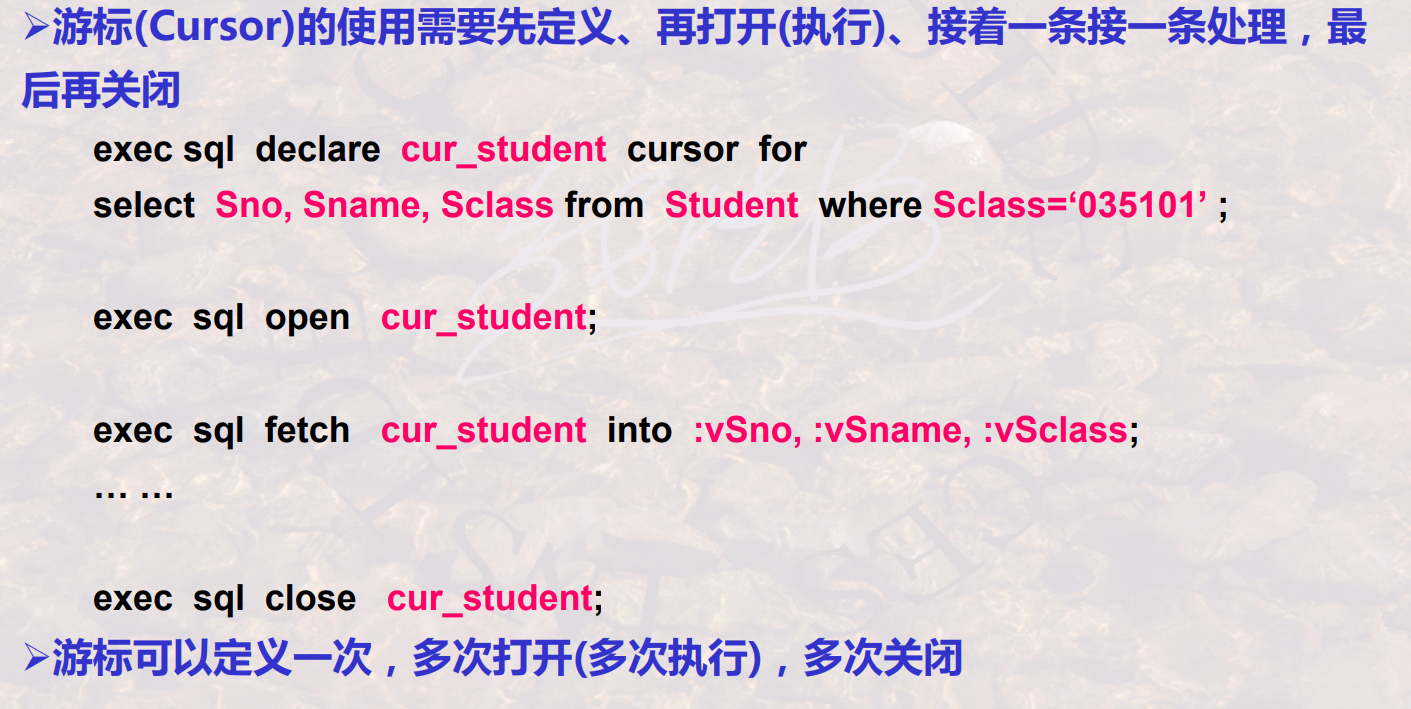 ➢游标(Cursor)的使用需要先定义、再打开(执行)、接着一条接一条处理，最
后再关闭
exec sql declare cur_student cursor for
select Sno, Sname, Sclass from Student where Sclass=‘035101’ ;
exec sql open cur_student;
exec sql fetch cur_student into :vSno, :vSname, :vSclass;
… …
exec sql close cur_student;
➢游标可以定义一次，多次打开(多次执行)，多次关闭